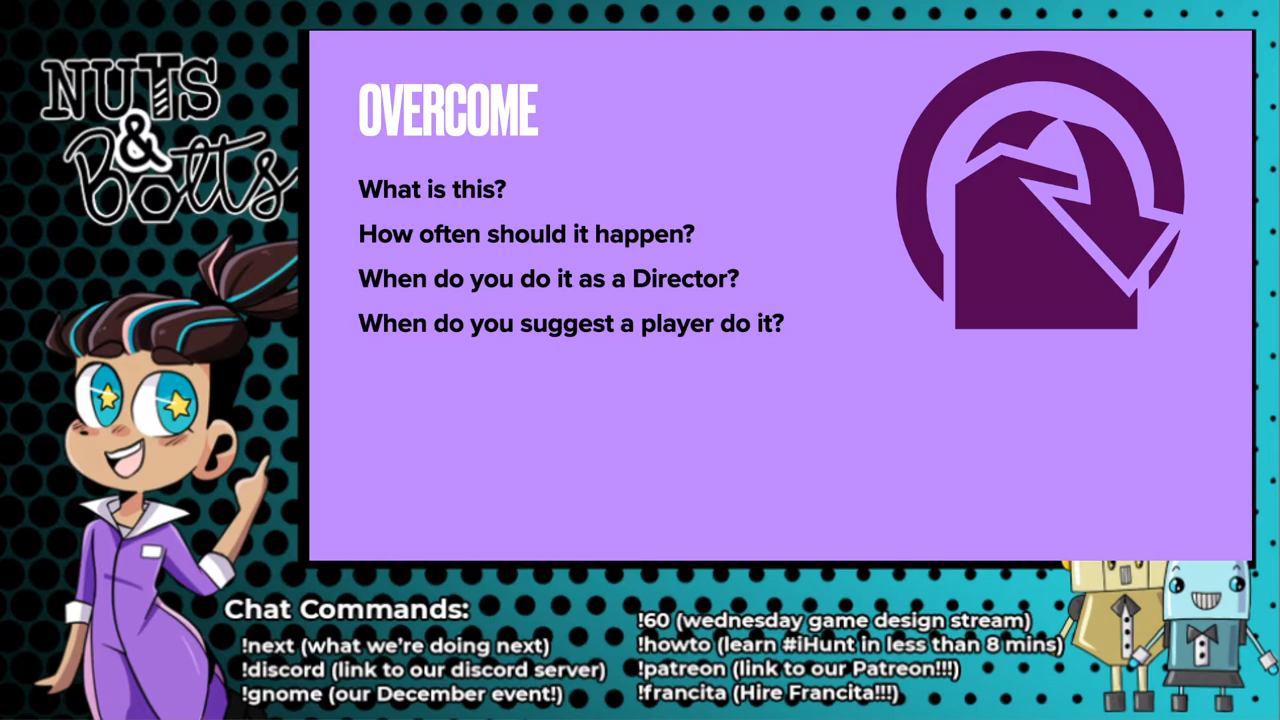 NUTS
&
Bolts
OVERCOME
What is this?
How often should it happen?
When do you do it as a Director?
When do you suggest a player do it?
Chat Commands:
!next (what we're doing next)
!discord (link to our discord server)
!gnome (our December event!)
!60 (wednesday game design stream)
!howto (learn #iHunt in less than 8 mins)
!patreon (link to our Patreon!!!)
!francita (Hire Francita!!!)